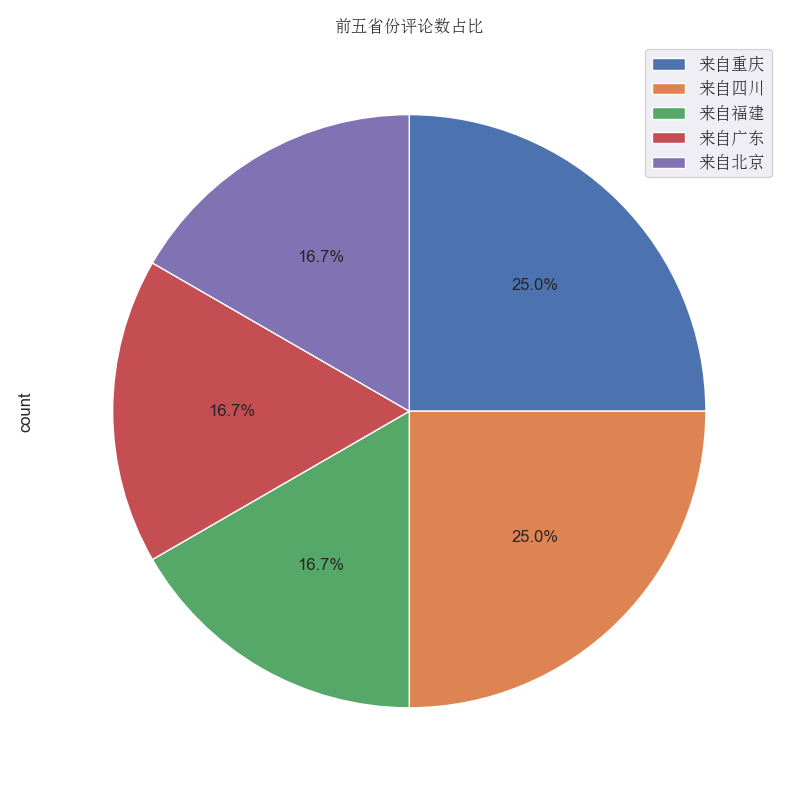 前五省份评论数占比
来自重庆
来自四川
来自福建
来自广东
来自北京
16.7%
25.0%
16.7%
count
25.0%
16.7%